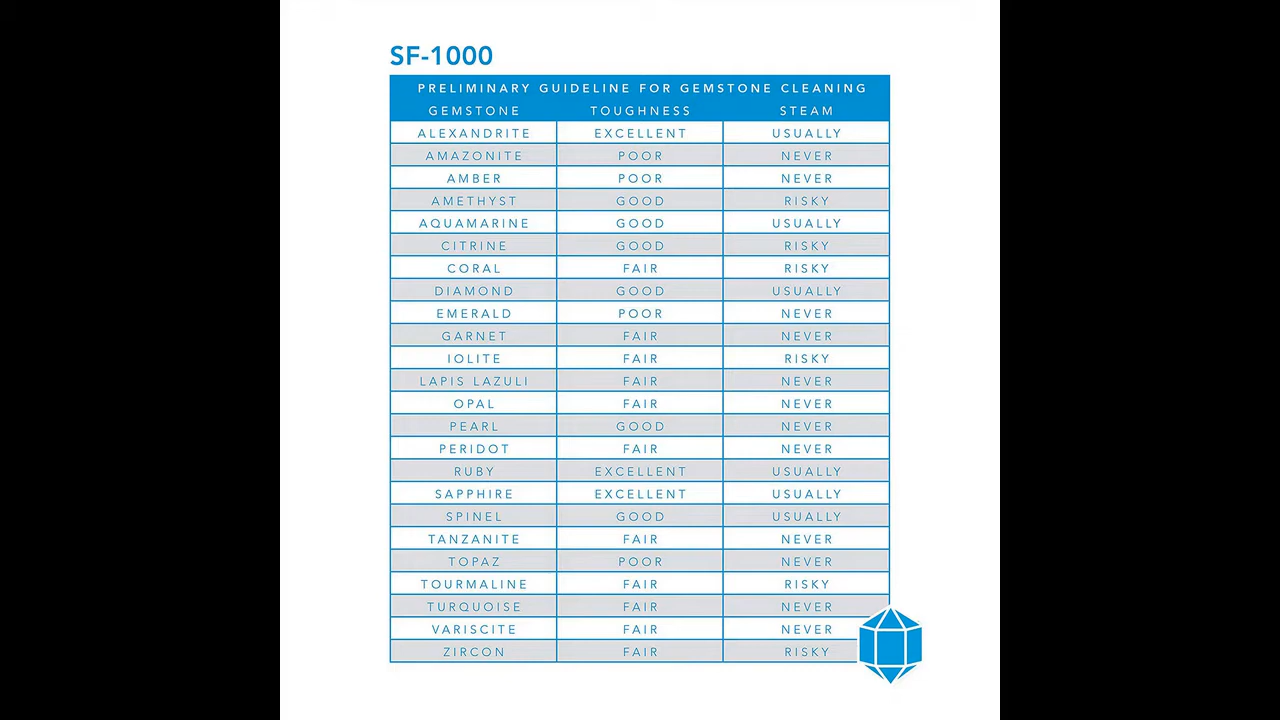 SF-1000
PRELIMINARY GUIDELINE FOR GEMSTONE CLEANING
GEMSTONE TOUGHNESS STEAM
ALEXANDRITE EXCELLENT USUALLY
AMAZONITE POOR NEVER
AMBER POOR NEVER
AMETHYST GOOD RISKY
AQUAMARINE GOOD USUALLY
CITRINE GOOD RISKY
CORAL FAIR RISKY
DIAMOND GOOD USUALLY
EMERALD POOR NEVER
GARNET FAIR NEVER
IOLITE FAIR RISKY
LAPIS LAZULI FAIR NEVER
OPAL FAIR NEVER
PEARL GOOD NEVER
PERIDOT FAIR NEVER
RUBY EXCELLENT USUALLY
SAPPHIRE EXCELLENT USUALLY
SPINEL GOOD USUALLY
TANZANITE FAIR NEVER
TOPAZ POOR NEVER
TOURMALINE FAIR RISKY
TURQUOISE FAIR NEVER
VARISCITE FAIR NEVER
ZIRCON FAIR RISKY